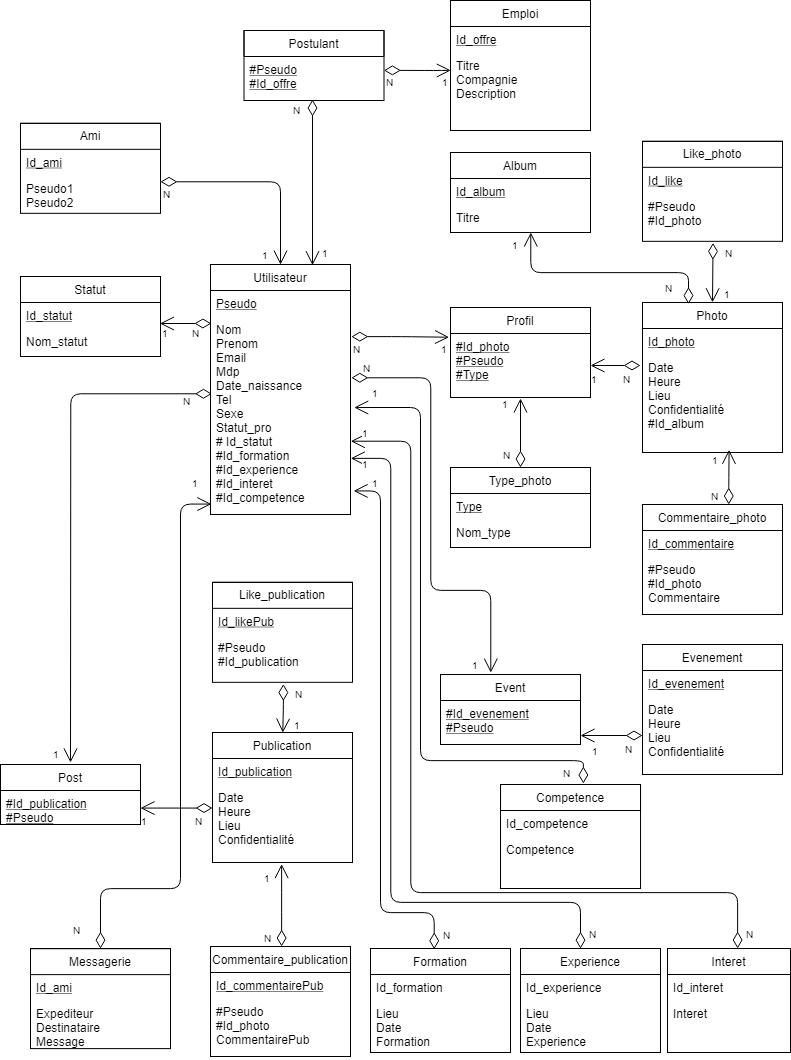 Emploi
Id_offre
Titre
Compagnie
Description
Postulant
#Pseudo
#Id_offre
N
1
N
1
Ami
Id_ami
Pseudo1
Pseudo2
N
1
Album
Id_album
Titre
1
N
Like_photo
Id_like
#Pseudo
#Id_photo
N
1
Statut
Id_statut
Nom_statut
1
N
Utilisateur
Pseudo
Nom
Prenom
Email
Mdp
Date_naissance
Tel
Sexe
Statut_pro
# Id_statut
#Id_formation
#Id_experience
#Id_interet
#Id_competence
N
1
N
1
N
1
1
1
1
Profil
#Id_photo
#Pseudo
#Type
1
N
Photo
Id_photo
Date
Heure
Lieu
Confidentialité
#Id_album
1
N
1
N
Type_photo
Type
Nom_type
Commentaire_photo
Id_commentaire
#Pseudo
#Id_photo
Commentaire
Like_publication
Id_likePub
#Pseudo
#Id_publication
N
1
1
Event
#Id_evenement
#Pseudo
1
N
Evenement
Id_evenement
Date
Heure
Lieu
Confidentialité
1
Post
#Id_publication
#Pseudo
1
N
Publication
Id_publication
Date
Heure
Lieu
Confidentialité
N
Competence
Id_competence
Competence
1
N
N
N
N
N
Messagerie
Id_ami
Expediteur
Destinataire
Message
Commentaire_publication
Id_commentairePub
#Pseudo
#Id_photo
CommentairePub
Formation
Id_formation
Lieu
Date
Formation
Experience
Id_experience
Lieu
Date
Experience
Interet
Id_interet
Interet